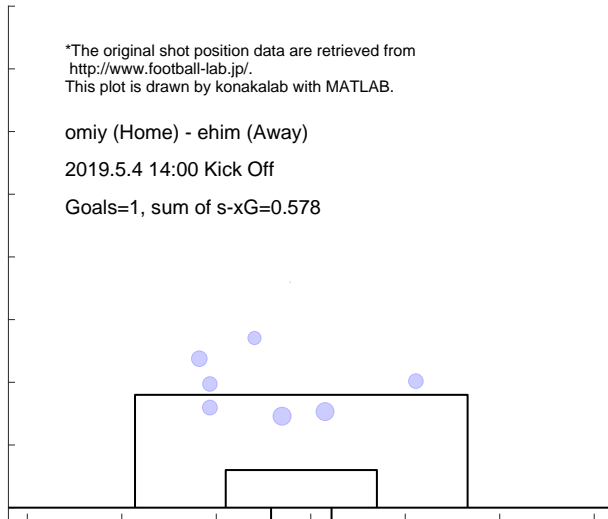 *The original shot position data are retrieved from
http://www.football-lab.jp/.
This plot is drawn by konakalab with MATLAB.
omiy (Home) - ehim (Away)
2019.5.4 14:00 Kick Off
Goals=1, sum of s-xG=0.578